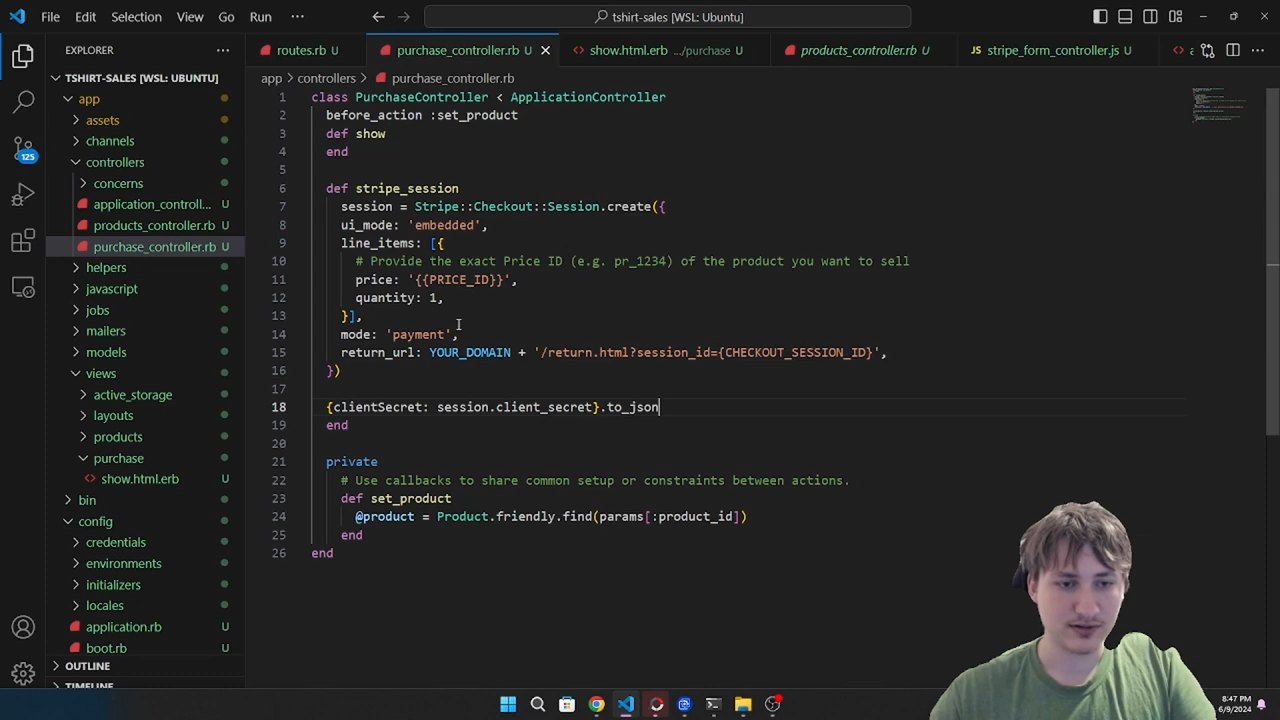 File Edit Selection View Go Run ···
tshirt-sales [WSL: Ubuntu]
EXPLORER ···
TSHIRT-SALES [WSL: UBUNTU]
app
assets
channels
controllers
concerns
application_controll... U
products_controller.rb U
purchase_controller.rb U
helpers
javascript
jobs
mailers
models
views
active_storage
layouts
products
purchase
show.html.erb U
bin
config
credentials
environments
initializers
locales
application.rb U
boot.rb U
OUTLINE
TIMELINE
125
routes.rb U
purchase_controller.rb U
show.html.erb .../purchase U
products_controller.rb U
stripe_form_controller.js U
app > controllers > purchase_controller.rb
1 class PurchaseController < ApplicationController
2 before_action :set_product
3 def show
4 end
5
6 def stripe_session
7 session = Stripe::Checkout::Session.create({
8 ui_mode: 'embedded',
9 line_items: [{
10 # Provide the exact Price ID (e.g. pr_1234) of the product you want to sell
11 price: '{{PRICE_ID}}',
12 quantity: 1,
13 }],
14 mode: 'payment',
15 return_url: YOUR_DOMAIN + '/return.html?session_id={CHECKOUT_SESSION_ID}',
16 })
17
18 {clientSecret: session.client_secret}.to_json
19 end
20
21 private
22 # Use callbacks to share common setup or constraints between actions.
23 def set_product
24 @product = Product.friendly.find(params[:product_id])
25 end
26 end
8:47 PM
6/9/2024